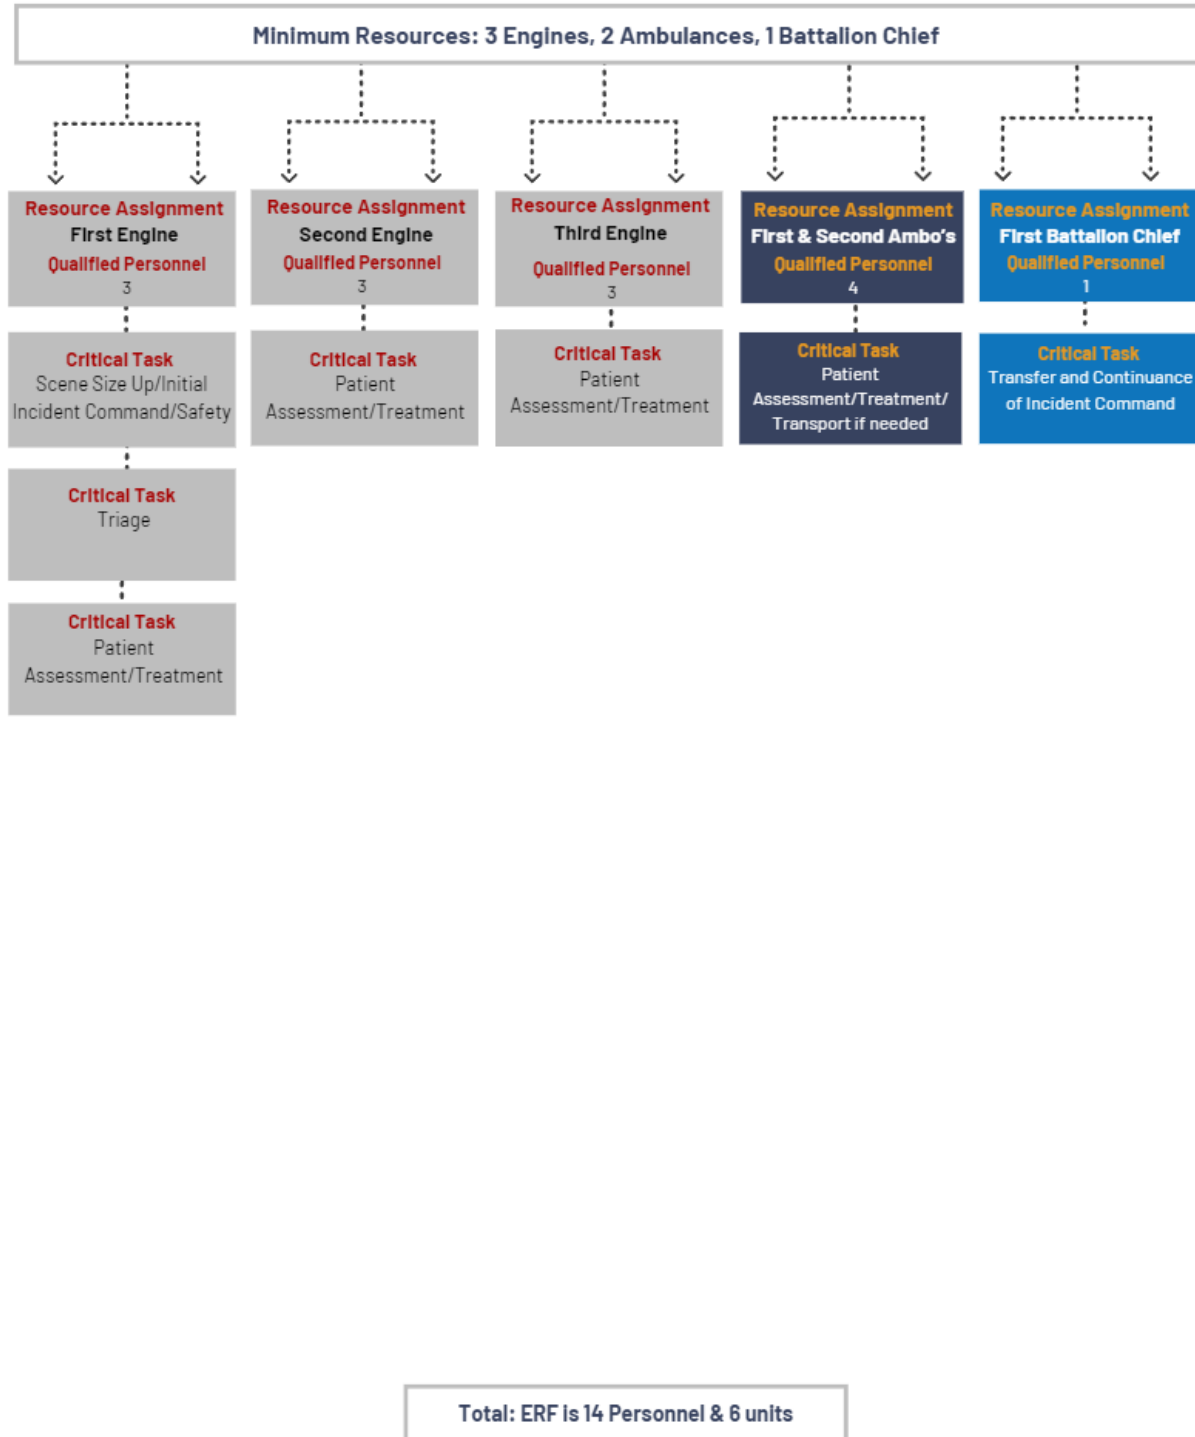 Minimum Resources: 3 Engines, 2 Ambulances, 1 Battalion Chief
Resource Assignment
First Engine
Qualified Personnel
3
Critical Task
Scene Size Up/Initial
Incident Command/Safety
Critical Task
Triage
Critical Task
Patient
Assessment/Treatment
Resource Assignment
Second Engine
Qualified Personnel
3
Critical Task
Patient
Assessment/Treatment
Resource Assignment
Third Engine
Qualified Personnel
3
Critical Task
Patient
Assessment/Treatment
Resource Assignment
First & Second Ambo's
Qualified Personnel
4
Critical Task
Patient
Assessment/Treatment/
Transport if needed
Resource Assignment
First Battalion Chief
Qualified Personnel
1
Critical Task
Transfer and Continuance
of Incident Command
Total: ERF is 14 Personnel & 6 units